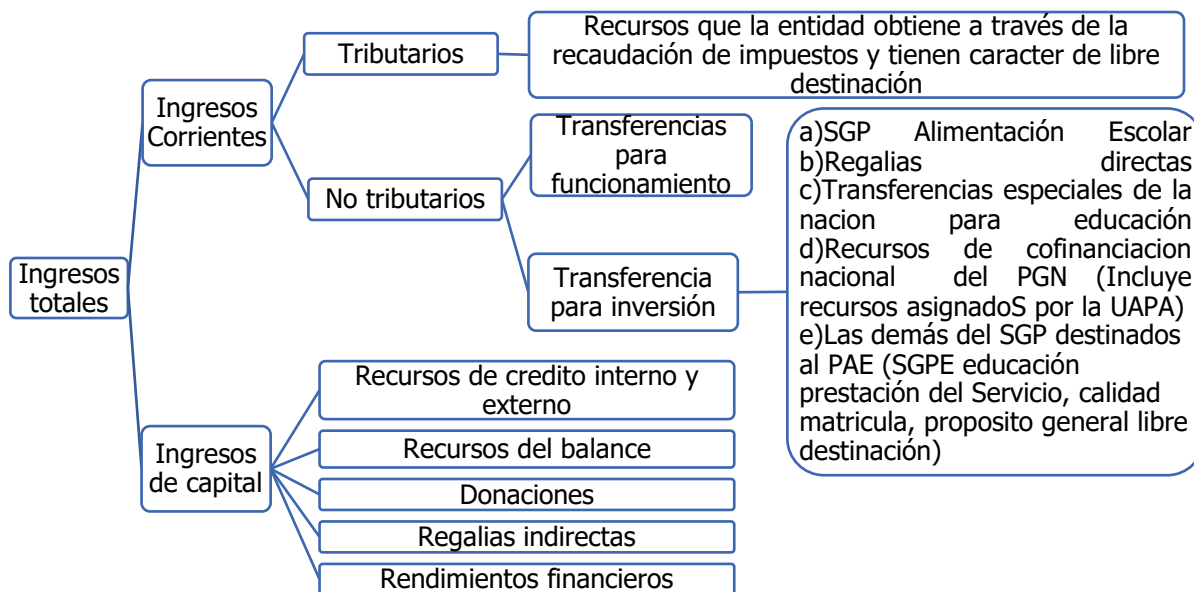 Ingresos
totales
Ingresos
Corrientes
Tributarios
Recursos que la entidad obtiene a través de la
recaudación de impuestos y tienen caracter de libre
destinación
No tributarios
Transferencias
para
funcionamiento
Transferencia
para inversión
a)SGP Alimentación Escolar
b)Regalias directas
c)Transferencias especiales de la
nacion para educación
d)Recursos de cofinanciacion
nacional del PGN (Incluye
recursos asignadoS por la UAPA)
e)Las demás del SGP destinados
al PAE (SGPE educación
prestación del Servicio, calidad
matricula, proposito general libre
destinación)
Ingresos
de capital
Recursos de credito interno y
externo
Recursos del balance
Donaciones
Regalias indirectas
Rendimientos financieros